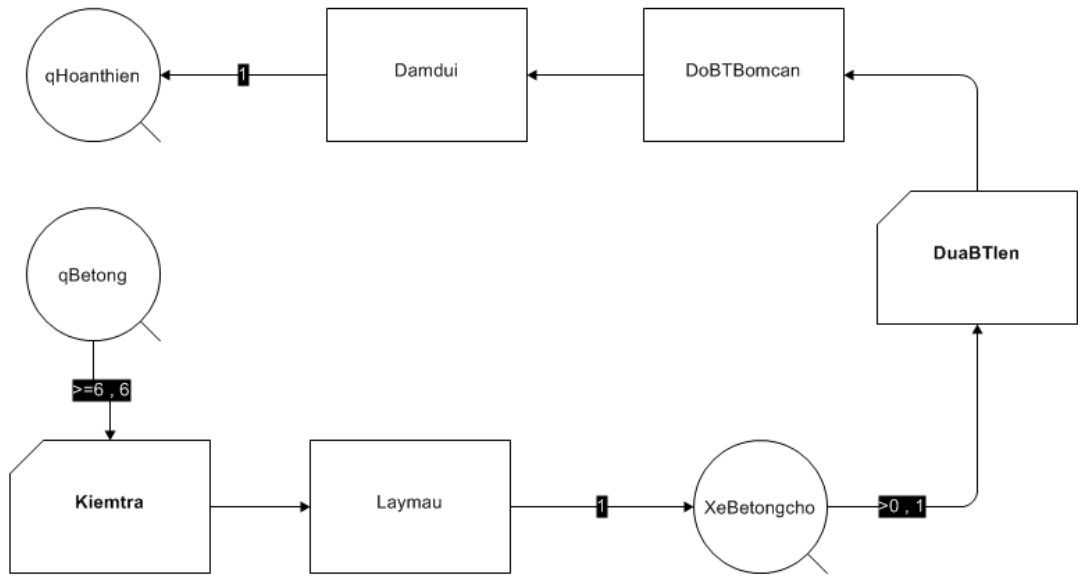 qHoanthien
1
Damdui
DoBTBomcan
qBetong
DuaBTlen
>=6 , 6
Kiemtra
Laymau
1
XeBetongcho
>0 , 1